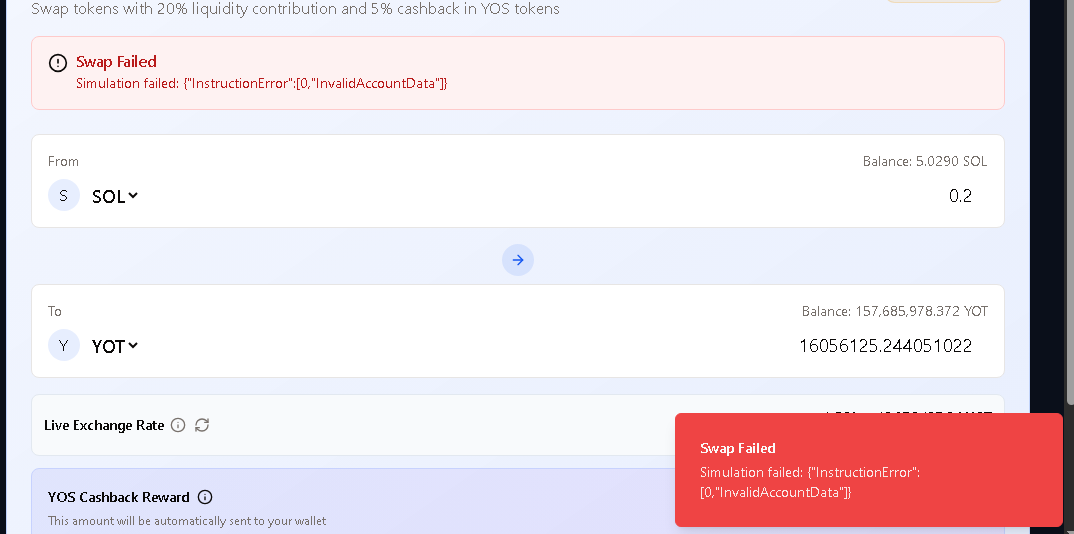 Swap tokens with 20% liquidity contribution and 5% cashback in YOS tokens
Swap Failed
Simulation failed: {"InstructionError":[0,"InvalidAccountData"]}
From
Balance: 5.0290 SOL
S
SOL
0.2
To
Balance: 157,685,978.372 YOT
Y
YOT
16056125.244051022
Live Exchange Rate
Swap Failed
Simulation failed: {"InstructionError":
[0,"InvalidAccountData"]}
YOS Cashback Reward
This amount will be automatically sent to your wallet